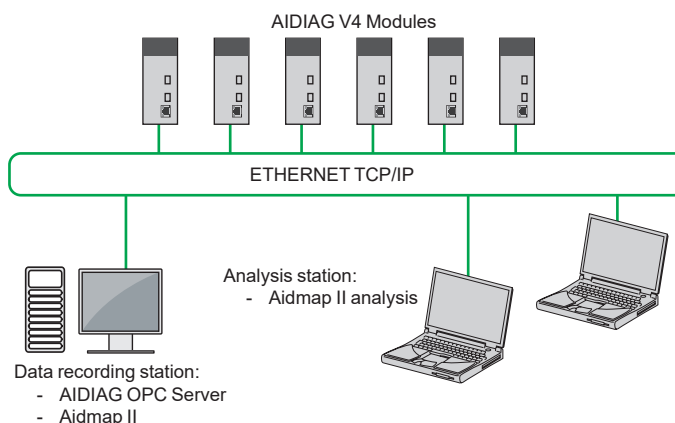 AIDIAG V4 Modules
ETHERNET TCP/IP
Analysis station:
- Aidmap II analysis
Data recording station:
- AIDIAG OPC Server
- Aidmap II